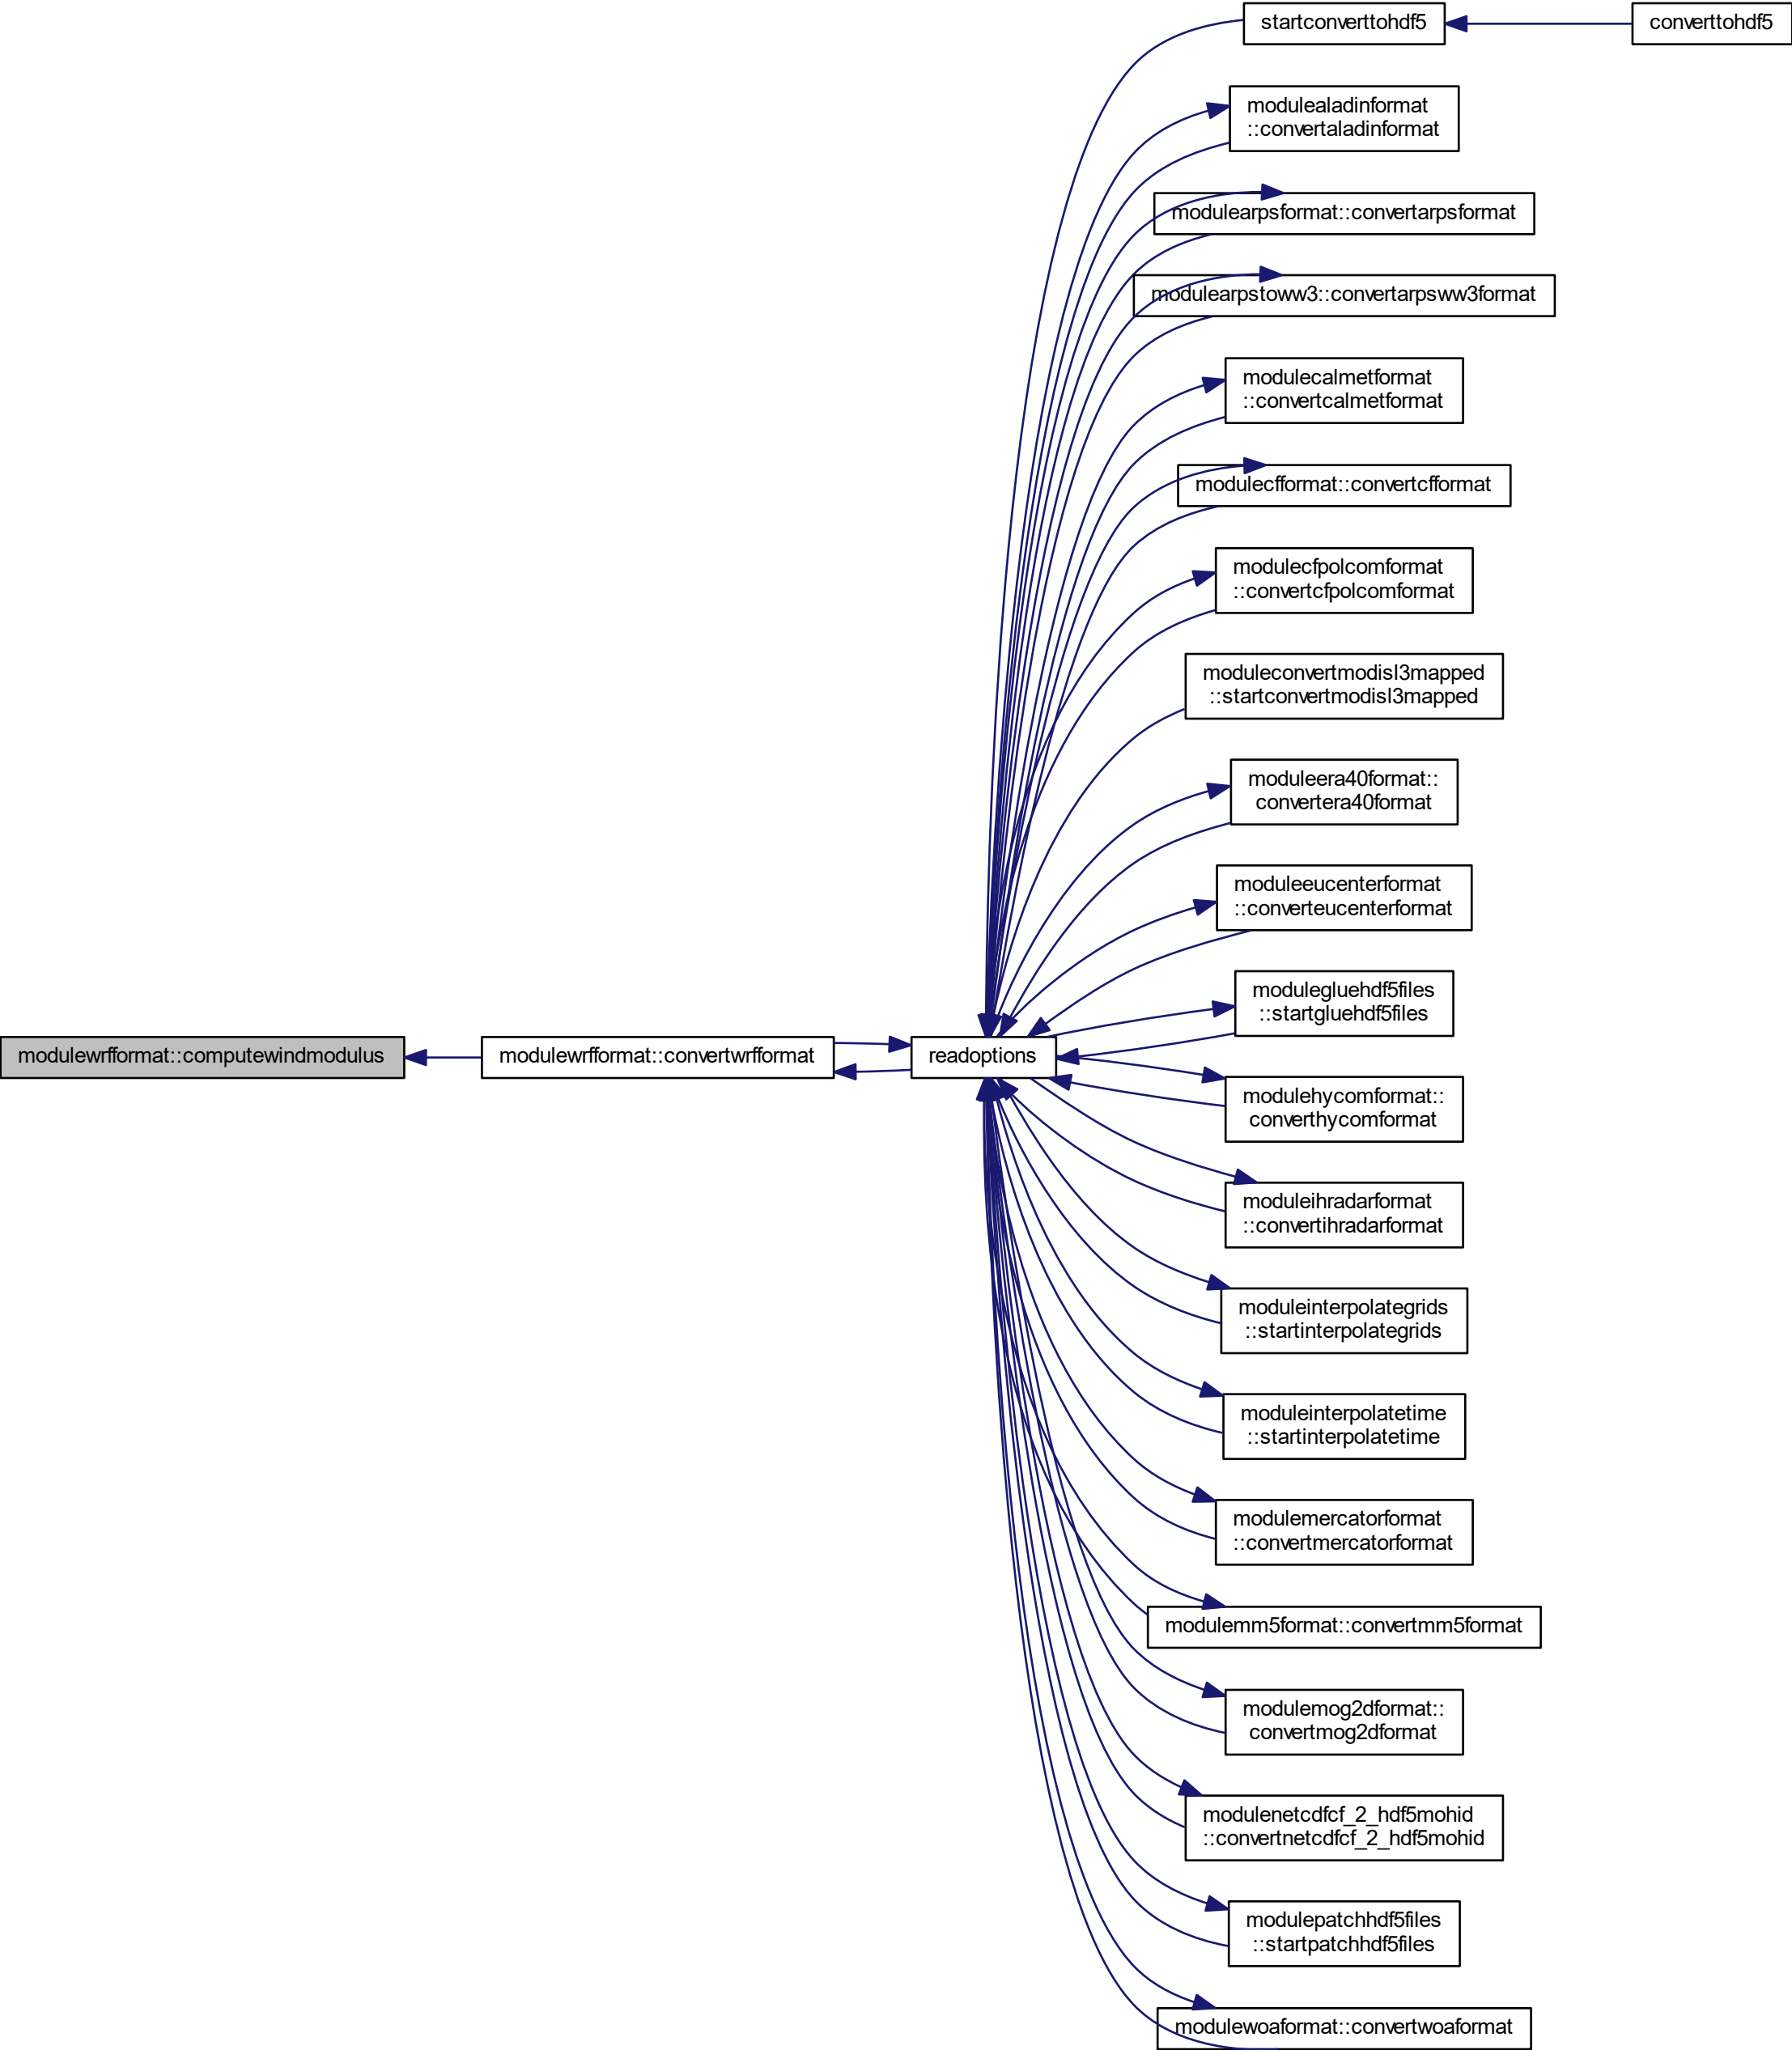 startconverttohdf5
converttohdf5
modulealadinformat
::convertaladinformat
modulearpsformat::convertarpsformat
modulearpstoww3::convertarpsww3format
modulecalmetformat
::convertcalmetformat
modulecfformat::convertcfformat
modulecfpolcomformat
::convertcfpolcomformat
moduleconvertmodisl3mapped
::startconvertmodisl3mapped
moduleera40format::
convertera40format
moduleeucenterformat
::converteucenterformat
modulegluehdf5files
::startgluehdf5files
modulewrfformat::computewindmodulus
modulewrfformat::convertwrfformat
readoptions
modulehycomformat::
converthycomformat
moduleihradarformat
::convertihradarformat
moduleinterpolategrids
::startinterpolategrids
moduleinterpolatetime
::startinterpolatetime
modulemercatorformat
::convertmercatorformat
modulemm5format::convertmm5format
modulemog2dformat::
convertmog2dformat
modulenetcdfcf_2_hdf5mohid
::convertnetcdfcf_2_hdf5mohid
modulepatchhdf5files
::startpatchhdf5files
modulewoaformat::convertwoaformat